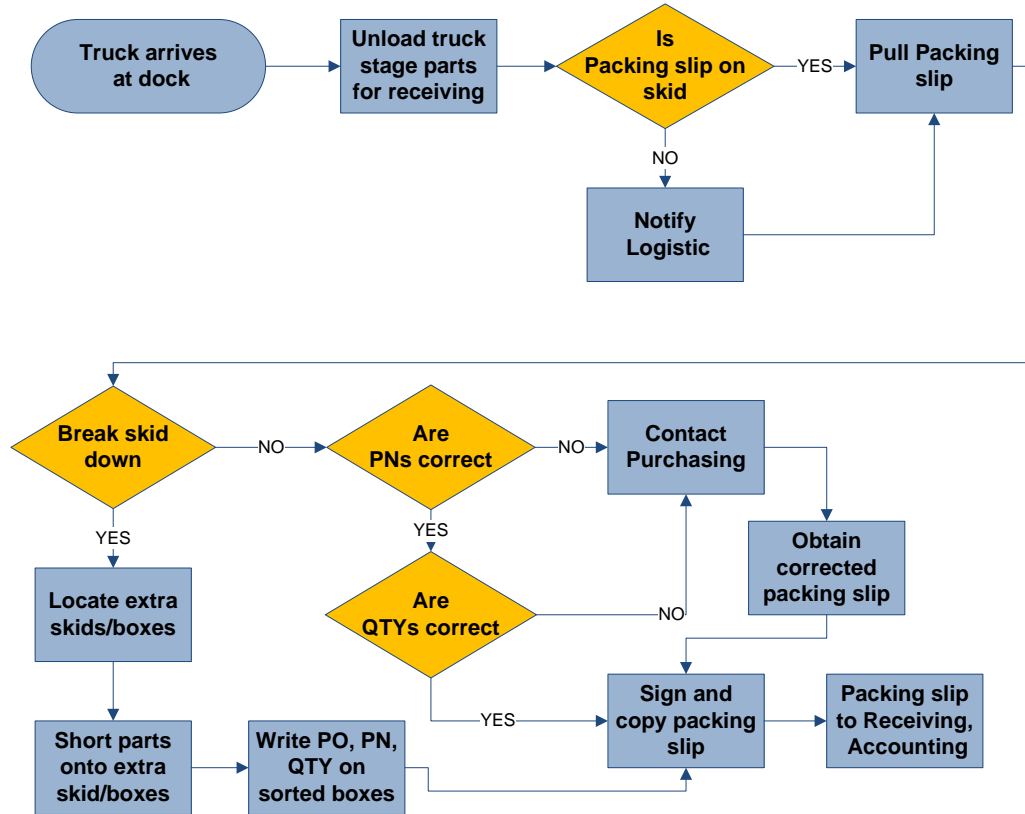 Truck arrives
at dock
Unload truck
stage parts
for receiving
Is
Packing slip on
skid
YES
Pull Packing
slip
NO
Notify
Logistic
Break skid
down
NO
Are
PNs correct
NO
Contact
Purchasing
YES
YES
Obtain
corrected
packing slip
Locate extra
skids/boxes
Are
QTYs correct
NO
Short parts
onto extra
skid/boxes
Write PO, PN,
QTY on
sorted boxes
YES
Sign and
copy packing
slip
Packing slip
to Receiving,
Accounting